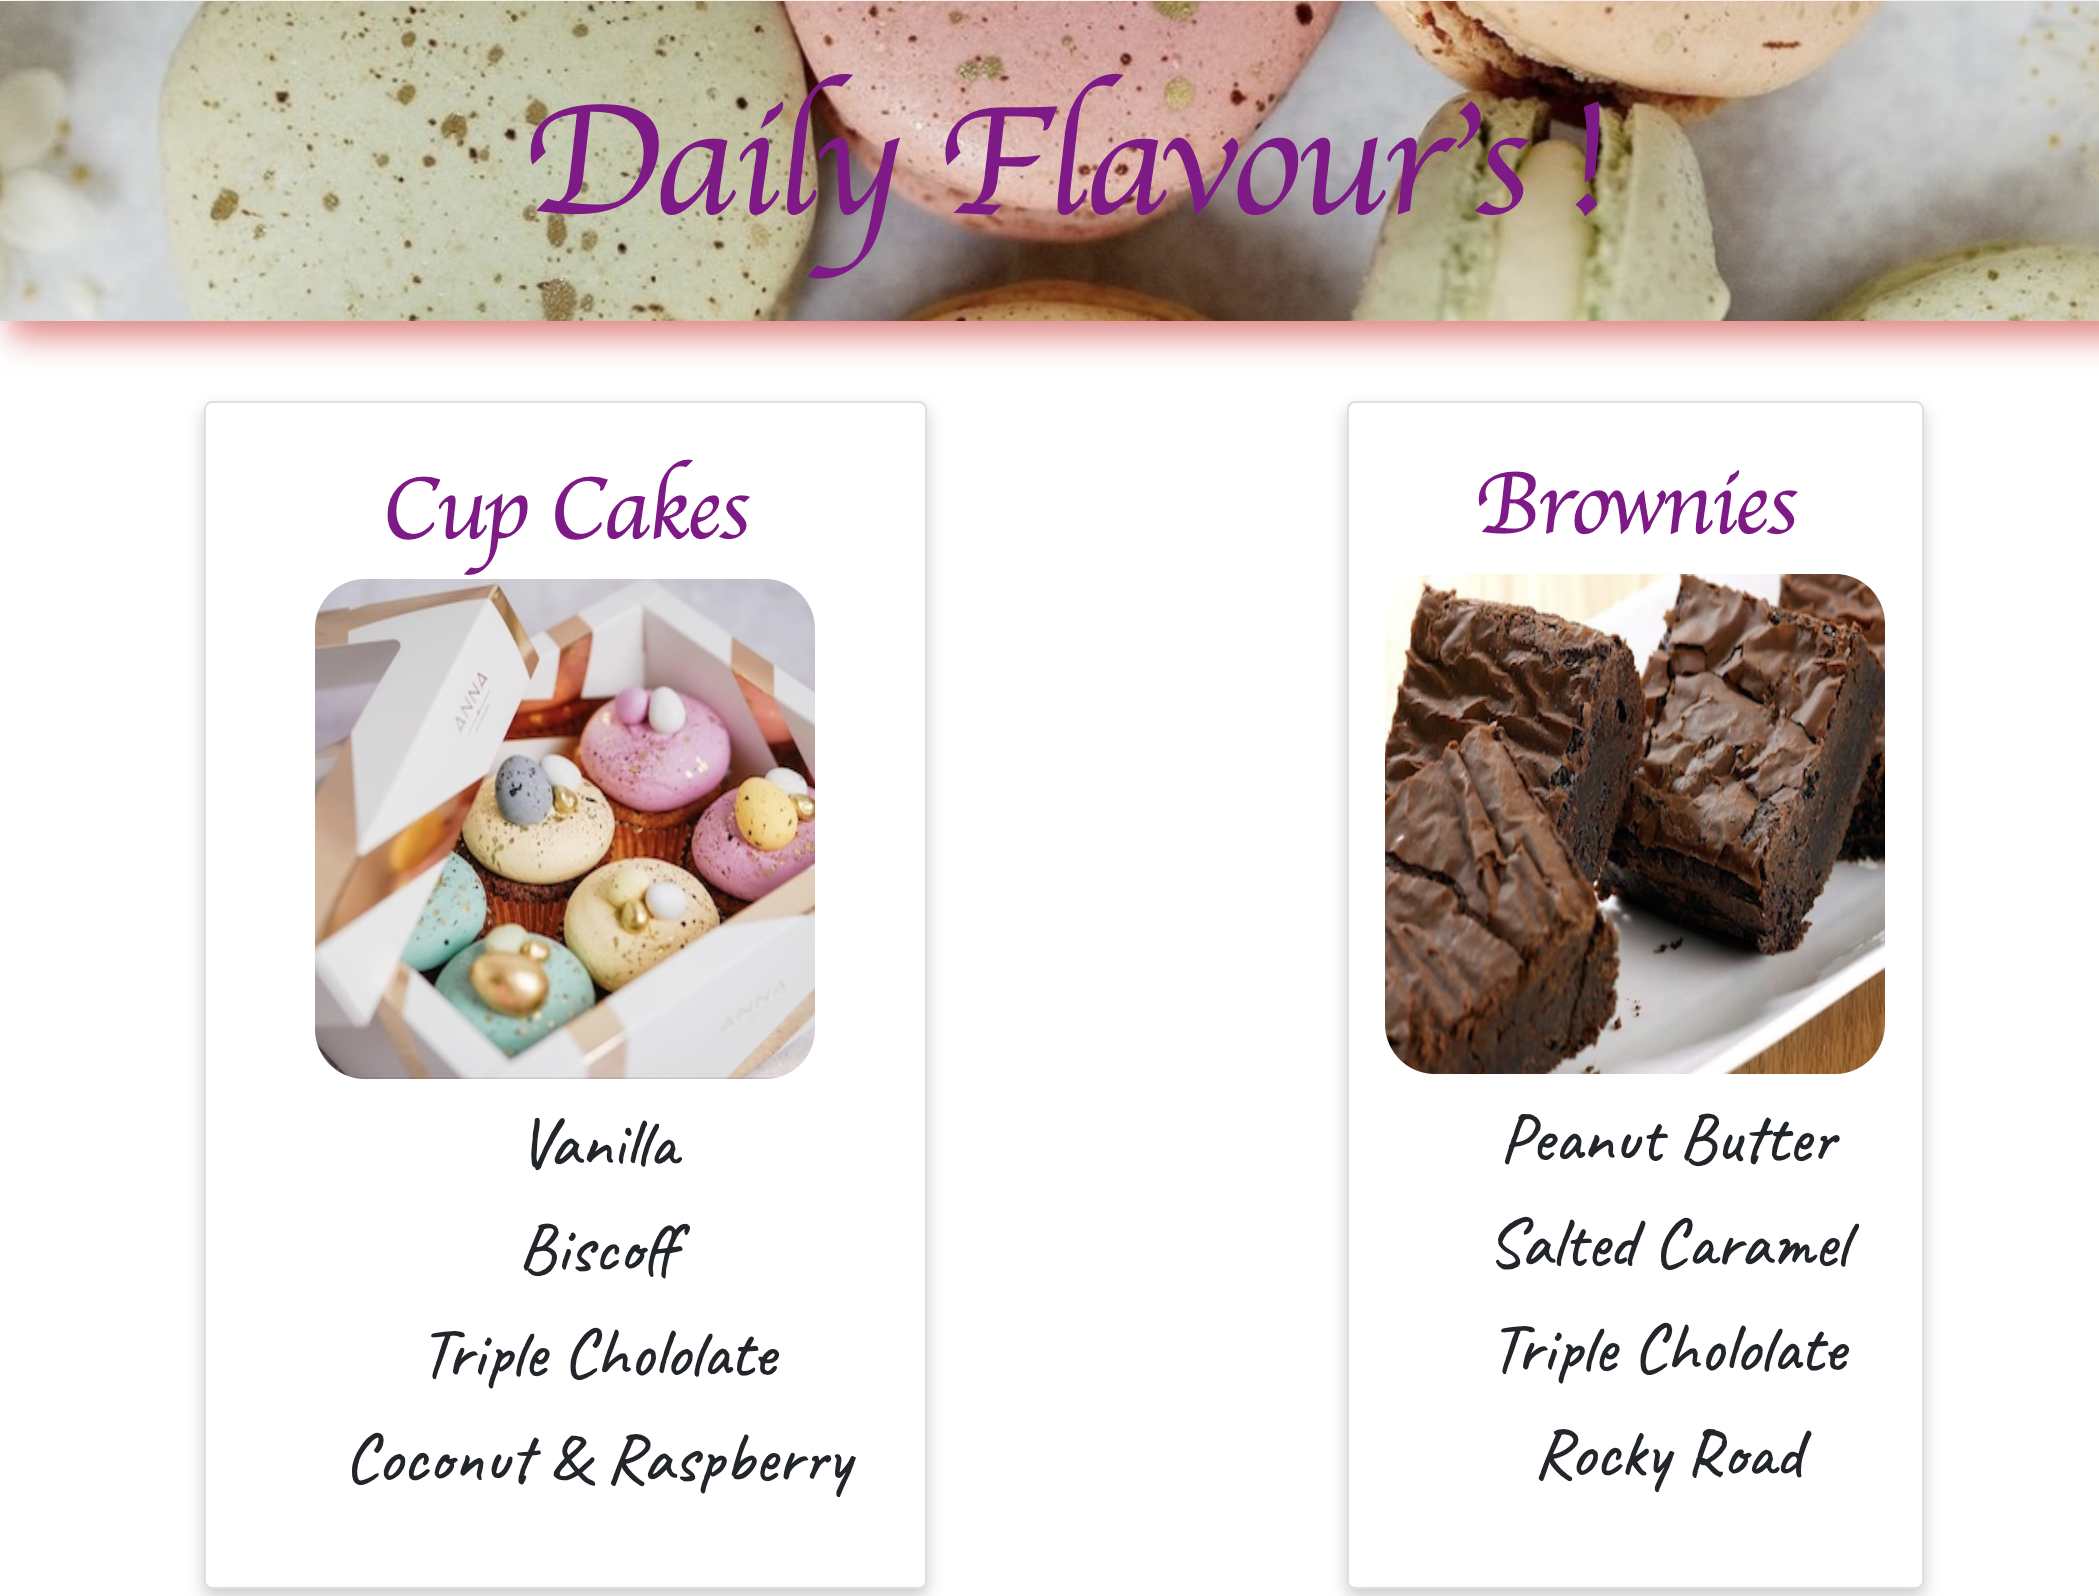 Daily Flavour's !
Cup Cakes
ANNA
ANNA
Vanilla
Biscoff
Triple Chololate
Coconut & Raspberry
Brownies
Peanut Butter
Salted Caramel
Triple Chololate
Rocky Road